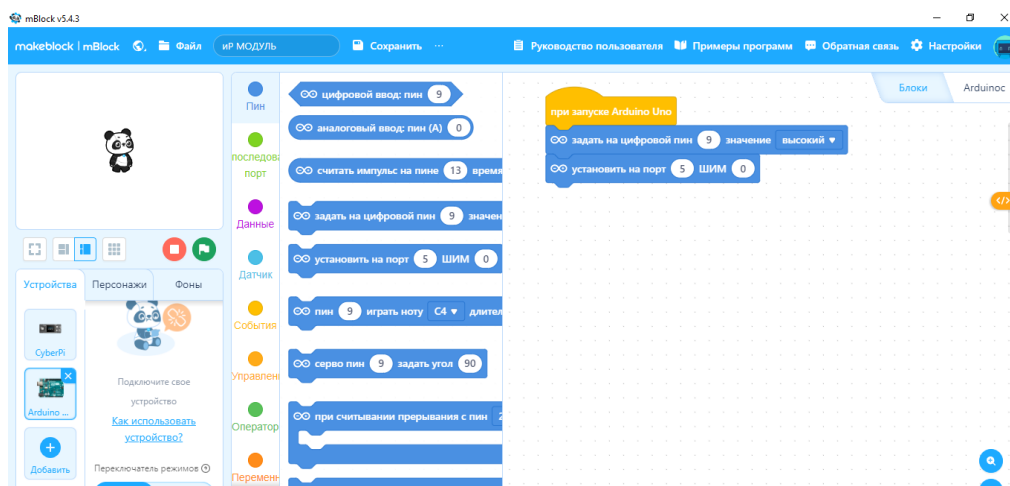 mBlock v5.4.3
makeblock | mBlock Файл иР МОДУЛЬ Сохранить ··· Руководство пользователя Примеры программ Обратная связь Настройки
Устройства Персонажи Фоны
CyberPi
Arduino ...
Добавить
Подключите свое
устройство
Как использовать
устройство?
Переключатель режимов
Пин
последова
порт
Данные
Датчик
События
Управлен
Оператор
Переменн
цифровой ввод: пин 9
аналоговый ввод: пин (А) 0
считать импульс на пине 13 время
задать на цифровой пин 9 значен
установить на порт 5 ШИМ 0
пин 9 играть ноту C4 ▾ длител
серво пин 9 задать угол 90
при считывании прерывания с пин 2
при запуске Arduino Uno
задать на цифровой пин 9 значение высокий ▾
установить на порт 5 ШИМ 0
Блоки Arduinoc